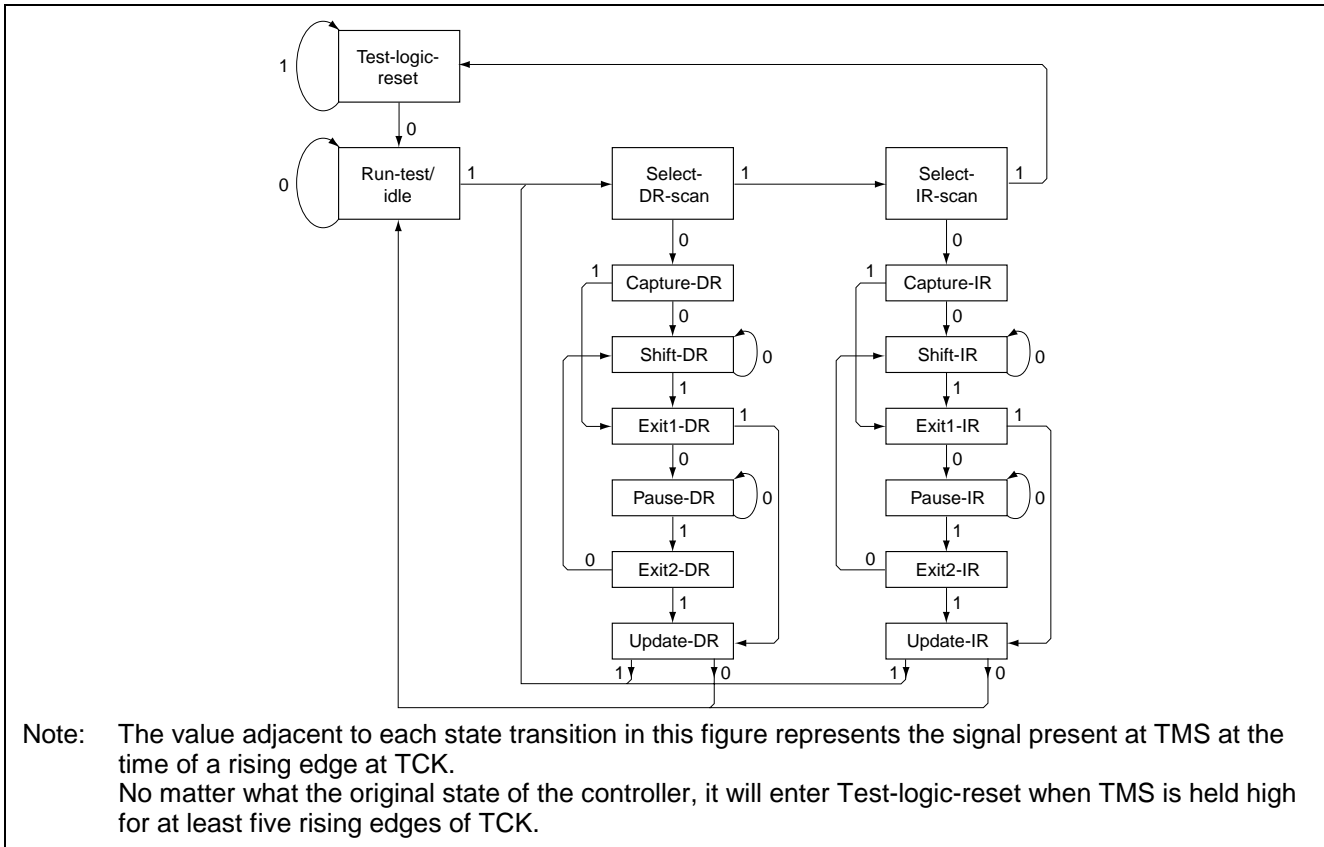 Test-logic-
reset
1
0
Run-test/
idle
0
1
Select-
DR-scan
1
Select-
IR-scan
1
0
0
1
Capture-DR
1
Capture-IR
0
0
Shift-DR
0
Shift-IR
0
1
1
Exit1-DR
1
Exit1-IR
1
0
0
Pause-DR
0
Pause-IR
0
1
1
0
Exit2-DR
0
Exit2-IR
1
1
Update-DR
Update-IR
1
0
1
0
Note: The value adjacent to each state transition in this figure represents the signal present at TMS at the
time of a rising edge at TCK.
No matter what the original state of the controller, it will enter Test-logic-reset when TMS is held high
for at least five rising edges of TCK.